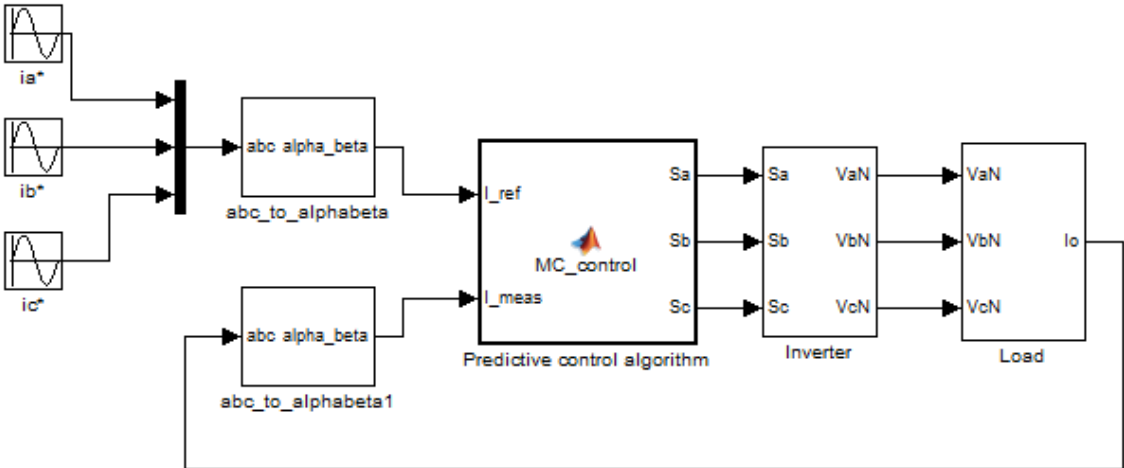 ia*
ib*
ic*
abc alpha_beta
abc_to_alphabeta
abc alpha_beta
abc_to_alphabeta1
I_ref
I_meas
MC_control
Sa
Sb
Sc
Predictive control algorithm
Sa VaN
Sb VbN
Sc VcN
Inverter
VaN
VbN Io
VcN
Load